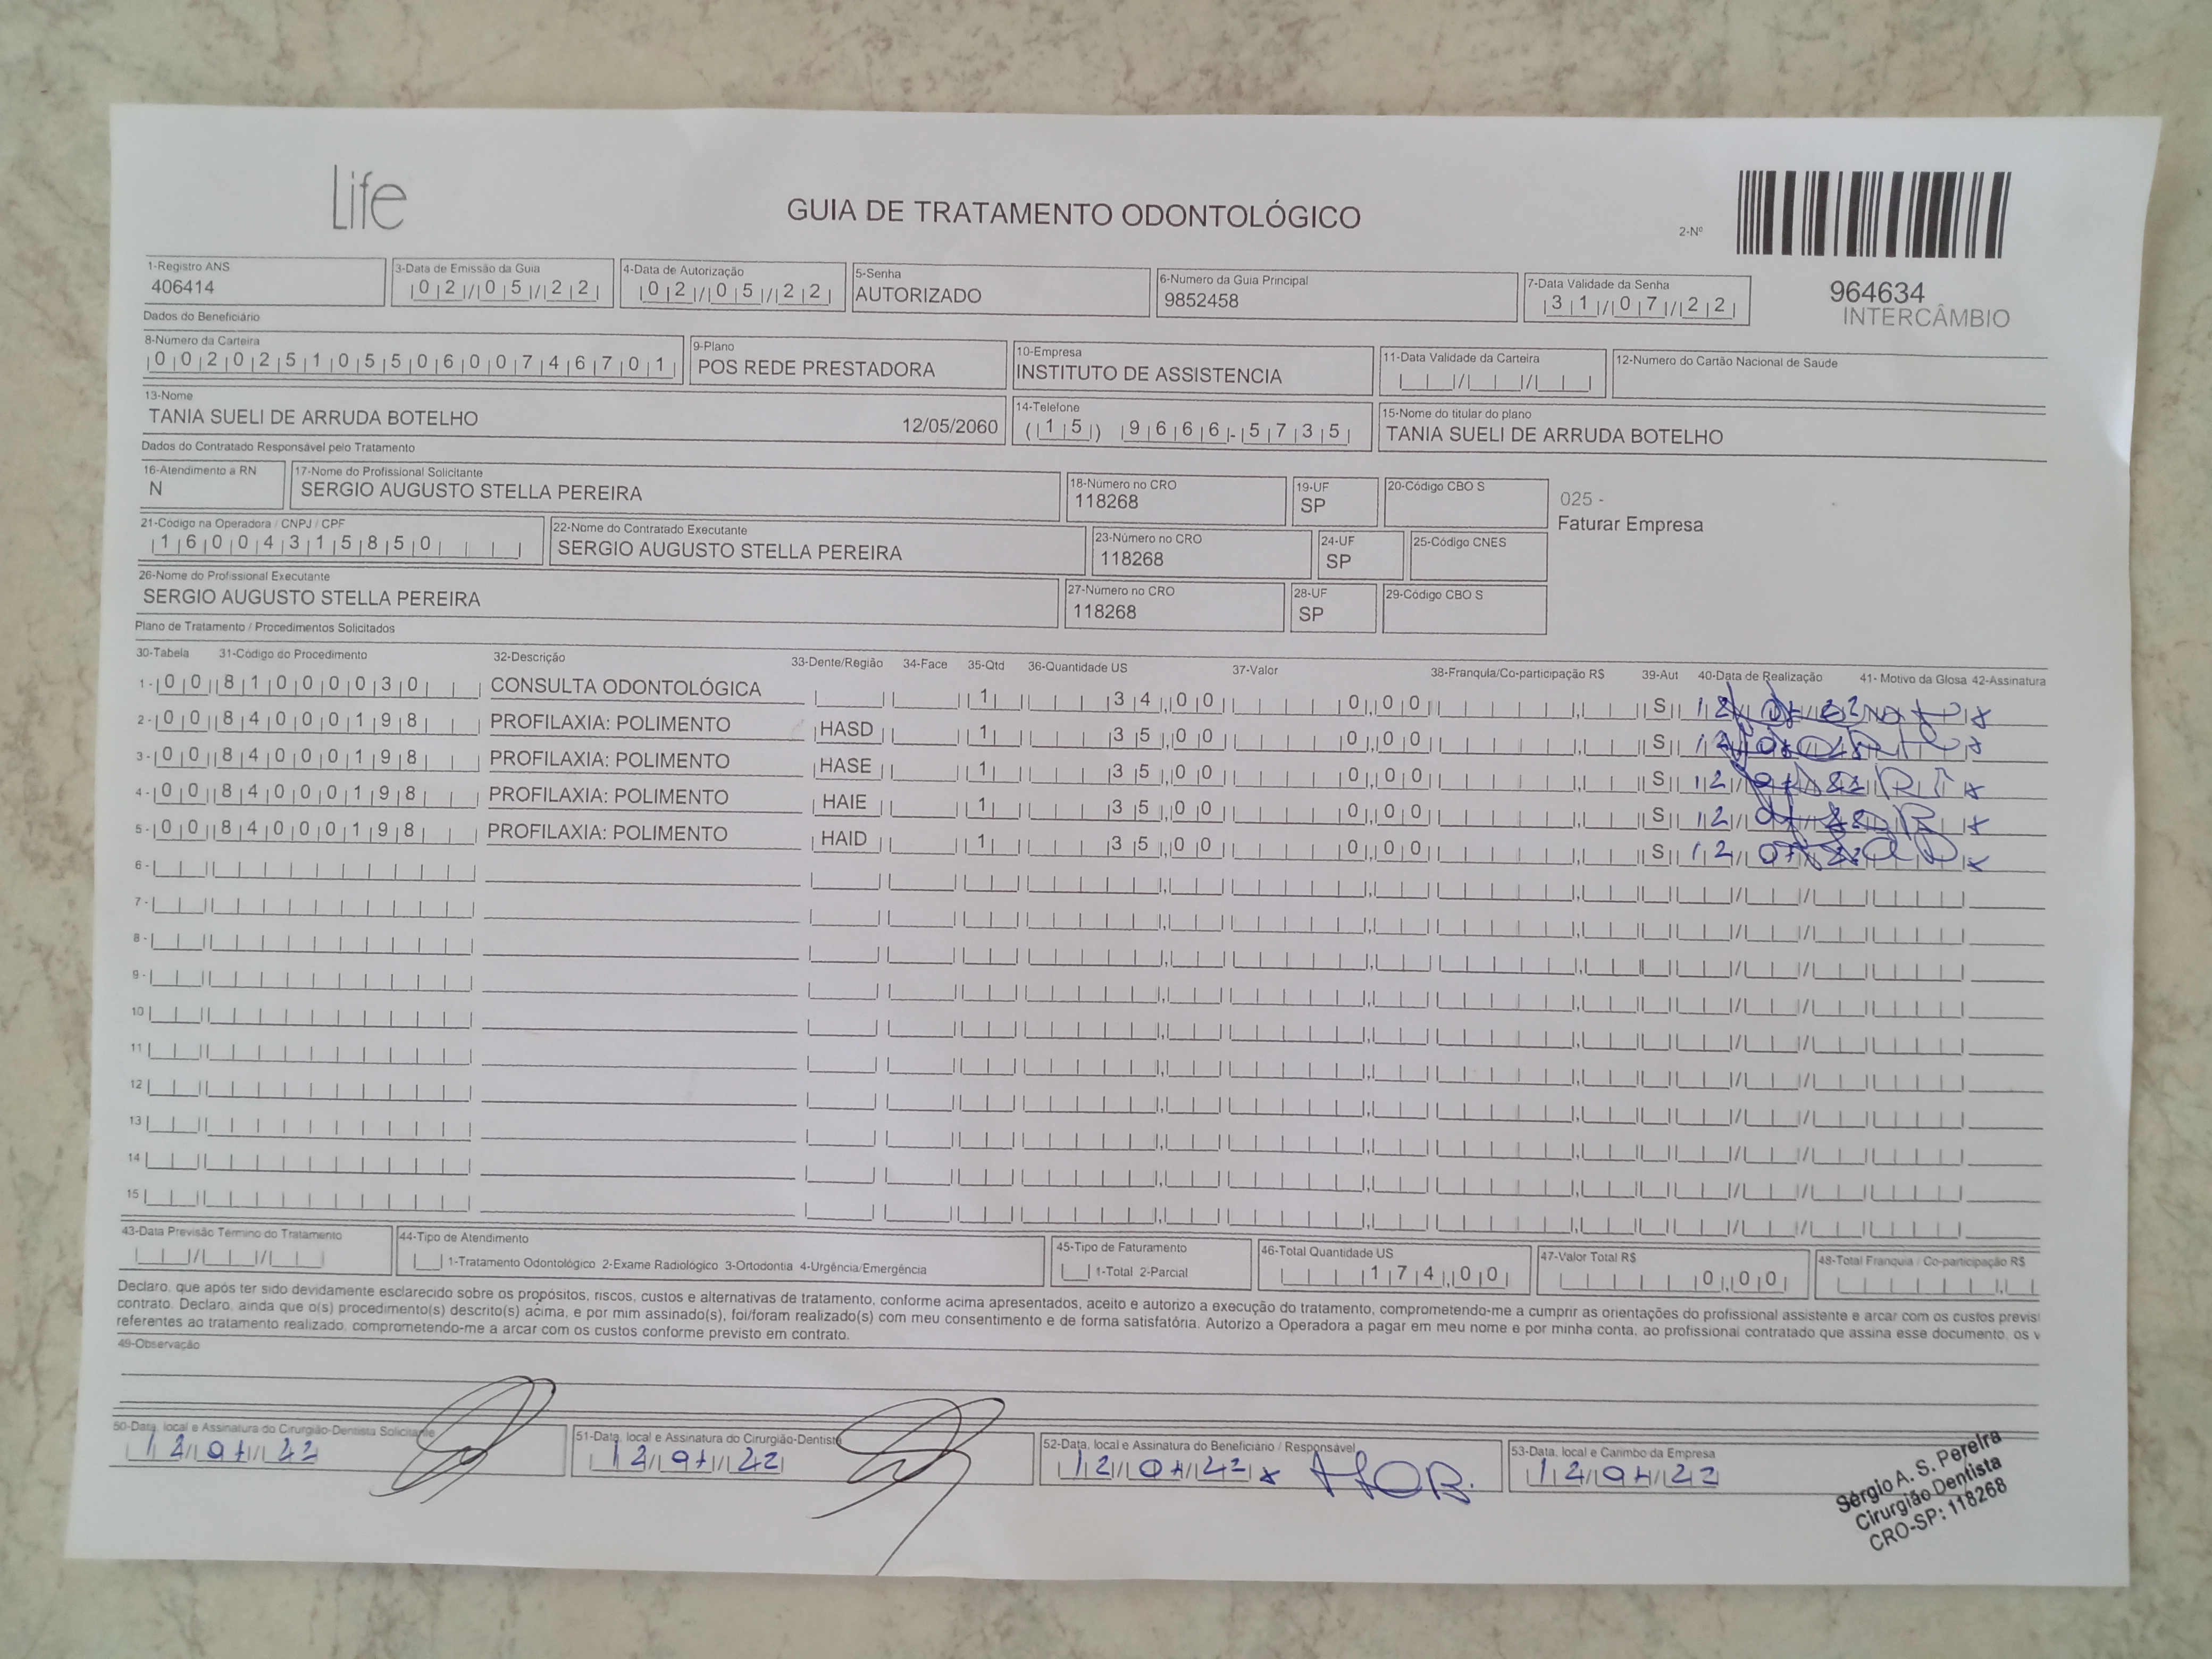 Life
GUIA DE TRATAMENTO ODONTOLÓGICO
2-Nº
964634
INTERCÂMBIO
1-Registro ANS
406414
3-Data de Emissão da Guia
02/05/22
4-Data de Autorização
02/05/22
5-Senha
AUTORIZADO
6-Numero da Guia Principal
9852458
7-Data Validade da Senha
31/07/22
Dados do Beneficiário
8-Numero da Carteira
00202510550600746701
9-Plano
POS REDE PRESTADORA
10-Empresa
INSTITUTO DE ASSISTENCIA
11-Data Validade da Carteira
12-Numero do Cartão Nacional de Saude
13-Nome
TANIA SUELI DE ARRUDA BOTELHO 12/05/2060
14-Telefone
(15) 9666-5735
15-Nome do titular do plano
TANIA SUELI DE ARRUDA BOTELHO
Dados do Contratado Responsável pelo Tratamento
16-Atendimento a RN
N
17-Nome do Profissional Solicitante
SERGIO AUGUSTO STELLA PEREIRA
18-Número no CRO
118268
19-UF
SP
20-Código CBO S
025 -
Faturar Empresa
21-Código na Operadora / CNPJ / CPF
16004315850
22-Nome do Contratado Executante
SERGIO AUGUSTO STELLA PEREIRA
23-Número no CRO
118268
24-UF
SP
25-Código CNES
26-Nome do Profissional Executante
SERGIO AUGUSTO STELLA PEREIRA
27-Numero no CRO
118268
28-UF
SP
29-Código CBO S
Plano de Tratamento / Procedimentos Solicitados
30-Tabela 31-Código do Procedimento 32-Descrição 33-Dente/Região 34-Face 35-Qtd 36-Quantidade US 37-Valor 38-Franquia/Co-participação R$ 39-Aut 40-Data de Realização 41- Motivo da Glosa 42-Assinatura
1- 00 81000030 CONSULTA ODONTOLÓGICA 1 34,00 0,00 S 12
2- 00 84000198 PROFILAXIA: POLIMENTO HASD 1 35,00 0,00 S 12
3- 00 84000198 PROFILAXIA: POLIMENTO HASE 1 35,00 0,00 S 12
4- 00 84000198 PROFILAXIA: POLIMENTO HAIE 1 35,00 0,00 S 12
5- 00 84000198 PROFILAXIA: POLIMENTO HAID 1 35,00 0,00 S 12 07
6-
7-
8-
9-
10
11
12
13
14
15
43-Data Previsão Término do Tratamento
44-Tipo de Atendimento
1-Tratamento Odontológico 2-Exame Radiológico 3-Ortodontia 4-Urgência/Emergência
45-Tipo de Faturamento
1-Total 2-Parcial
46-Total Quantidade US
174,00
47-Valor Total R$
0,00
48-Total Franquia / Co-participação R$
Declaro, que após ter sido devidamente esclarecido sobre os propósitos, riscos, custos e alternativas de tratamento, conforme acima apresentados, aceito e autorizo a execução do tratamento, comprometendo-me a cumprir as orientações do profissional assistente e arcar com os custos previs
contrato. Declaro, ainda que o(s) procedimento(s) descrito(s) acima, e por mim assinado(s), foi/foram realizado(s) com meu consentimento e de forma satisfatória. Autorizo a Operadora a pagar em meu nome e por minha conta, ao profissional contratado que assina esse documento, os v
referentes ao tratamento realizado, comprometendo-me a arcar com os custos conforme previsto em contrato.
49-Observação
50-Data, local e Assinatura do Cirurgião-Dentista Solicitante
12/07/22
51-Data, local e Assinatura do Cirurgião-Dentista
12/07/22
52-Data, local e Assinatura do Beneficiário / Responsável
12/07/22 x
53-Data, local e Carimbo da Empresa
12/07/22
Sérgio A. S. Pereira
Cirurgião Dentista
CRO-SP: 118268